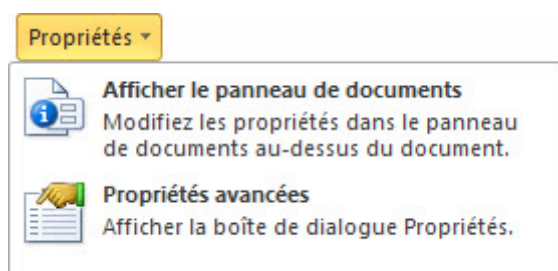 Propriétés
Afficher le panneau de documents
Modifiez les propriétés dans le panneau
de documents au-dessus du document.
Propriétés avancées
Afficher la boîte de dialogue Propriétés.